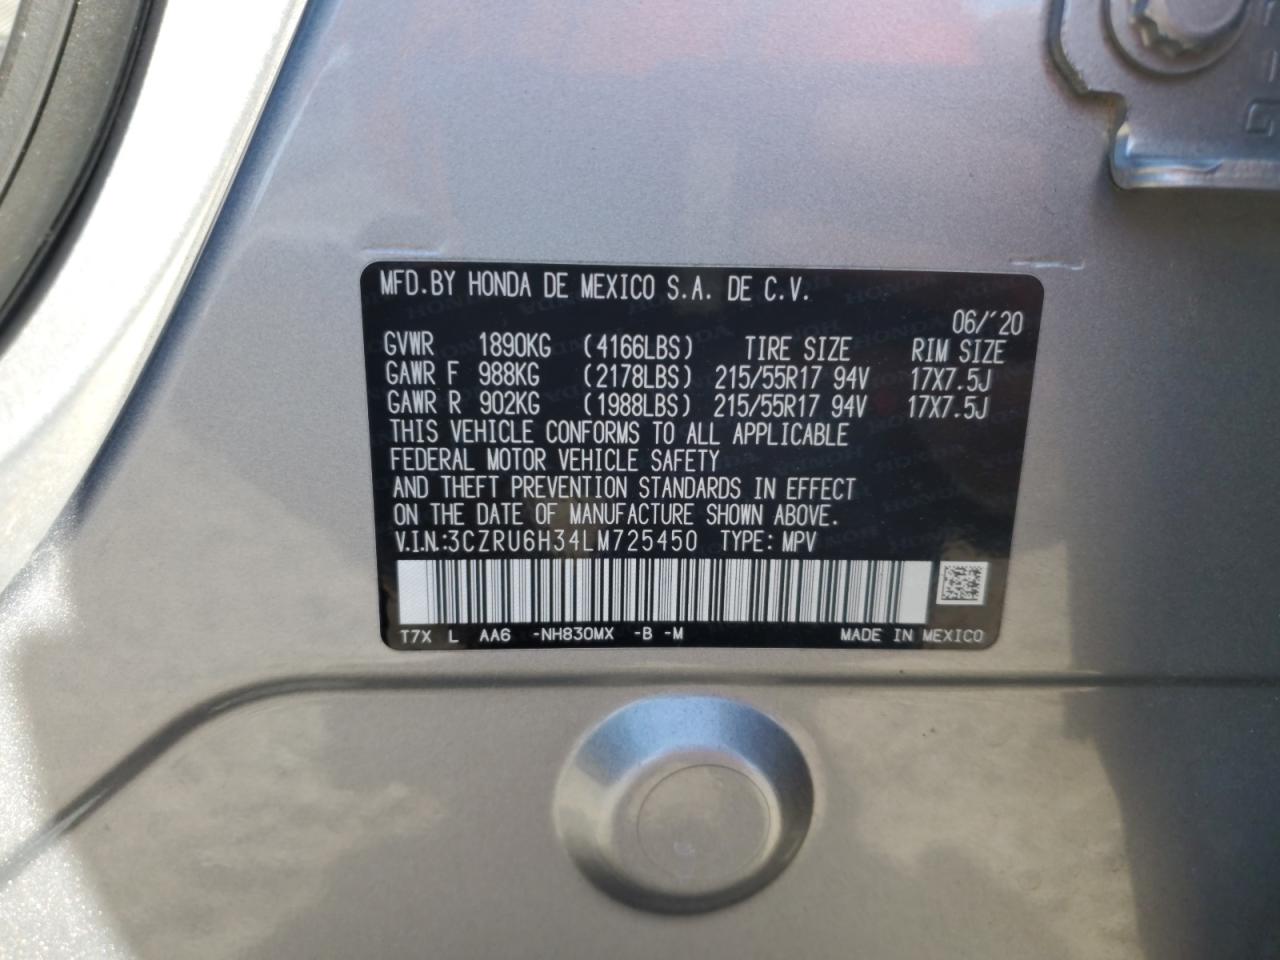 MFD.BY HONDA DE MEXICO S.A. DE C.V.
06/´20
GVWR 1890KG (4166LBS) TIRE SIZE RIM SIZE
GAWR F 988KG (2178LBS) 215/55R17 94V 17X7.5J
GAWR R 902KG (1988LBS) 215/55R17 94V 17X7.5J
THIS VEHICLE CONFORMS TO ALL APPLICABLE
FEDERAL MOTOR VEHICLE SAFETY
AND THEFT PREVENTION STANDARDS IN EFFECT
ON THE DATE OF MANUFACTURE SHOWN ABOVE.
V.I.N.:3CZRU6H34LM725450 TYPE: MPV
T7X L AA6 -NH830MX -B -M MADE IN MEXICO